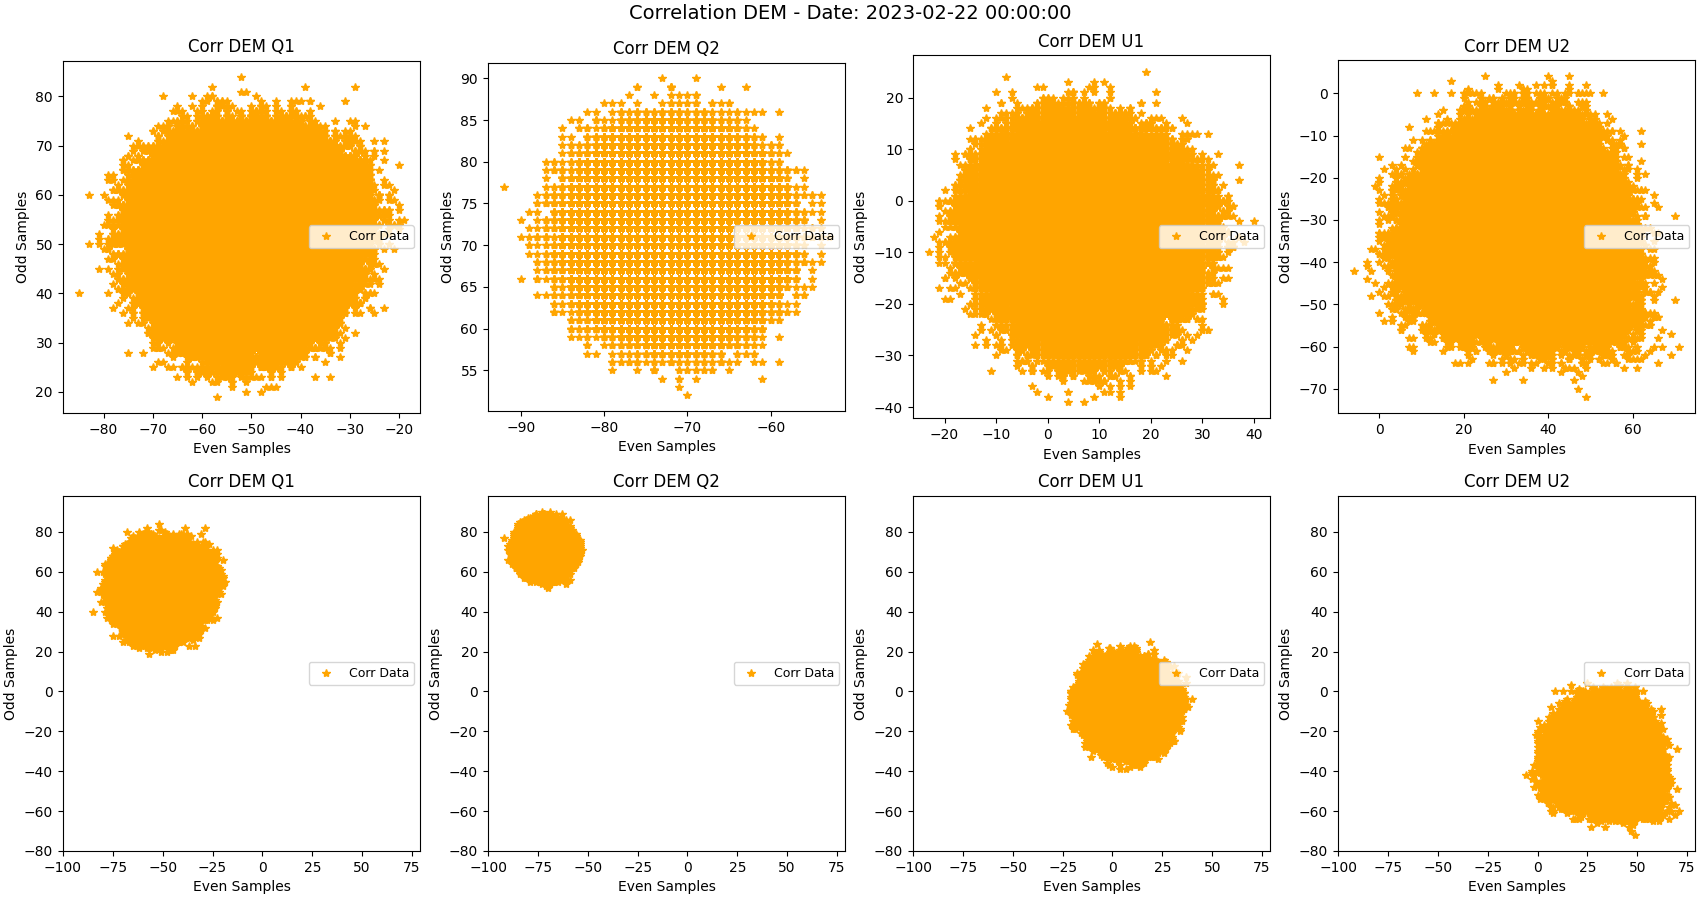 Correlation DEM - Date: 2023-02-22 00:00:00
Corr DEM Q1
Odd Samples
80
70
60
50
40
30
20
−80 −70 −60 −50 −40 −30 −20
Even Samples
Corr Data
Corr DEM Q2
Odd Samples
90
85
80
75
70
65
60
55
−90 −80 −70 −60
Even Samples
Corr Data
Corr DEM U1
Odd Samples
20
10
0
−10
−20
−30
−40
−20 −10 0 10 20 30 40
Even Samples
Corr Data
Corr DEM U2
Odd Samples
0
−10
−20
−30
−40
−50
−60
−70
0 20 40 60
Even Samples
Corr Data
Corr DEM Q1
Odd Samples
80
60
40
20
0
−20
−40
−60
−80
−100 −75 −50 −25 0 25 50 75
Even Samples
Corr Data
Corr DEM Q2
Odd Samples
80
60
40
20
0
−20
−40
−60
−80
−100 −75 −50 −25 0 25 50 75
Even Samples
Corr Data
Corr DEM U1
Odd Samples
80
60
40
20
0
−20
−40
−60
−80
−100 −75 −50 −25 0 25 50 75
Even Samples
Corr Data
Corr DEM U2
Odd Samples
80
60
40
20
0
−20
−40
−60
−80
−100 −75 −50 −25 0 25 50 75
Even Samples
Corr Data